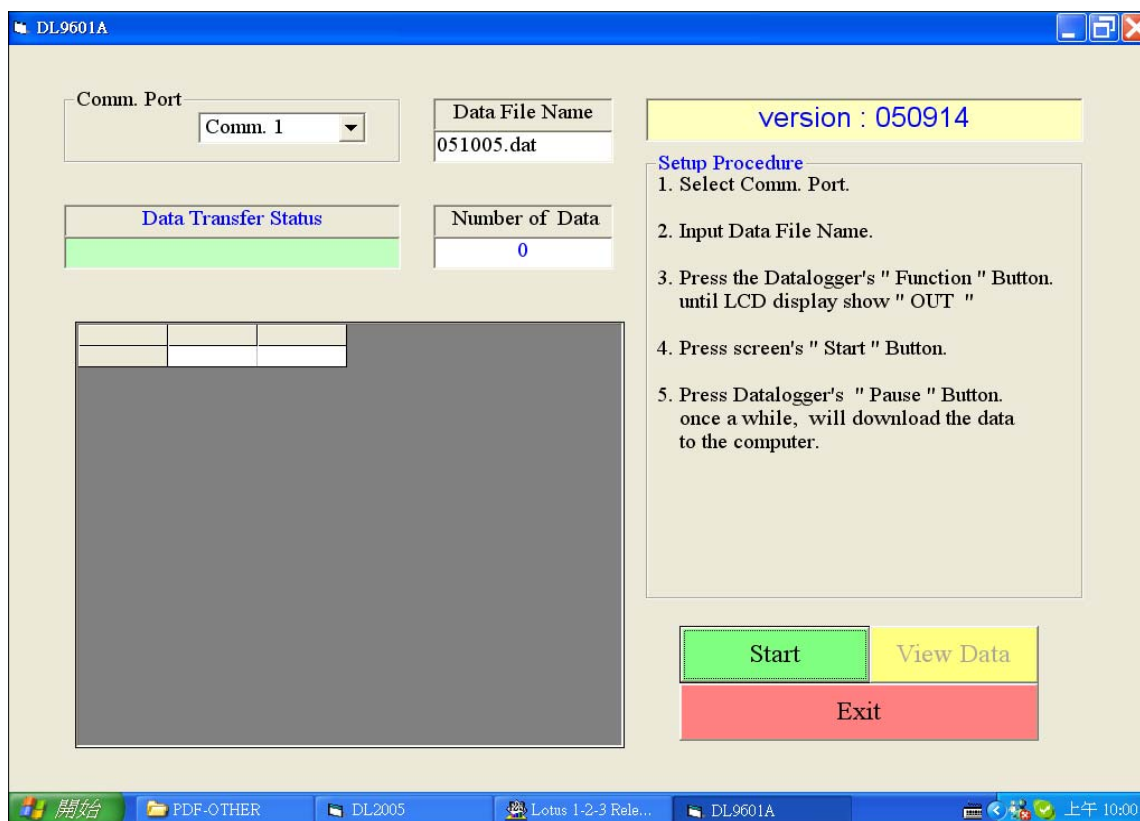 DL9601A
Comm. Port
Comm. 1
Data File Name
051005.dat
version : 050914
Data Transfer Status
Number of Data
0
Setup Procedure
1. Select Comm. Port.
2. Input Data File Name.
3. Press the Datalogger's " Function " Button.
until LCD display show " OUT "
4. Press screen's " Start " Button.
5. Press Datalogger's " Pause " Button.
once a while, will download the data
to the computer.
Start
View Data
Exit
開始
PDF-OTHER
DL2005
Lotus 1-2-3 Rele...
DL9601A
上午 10:00